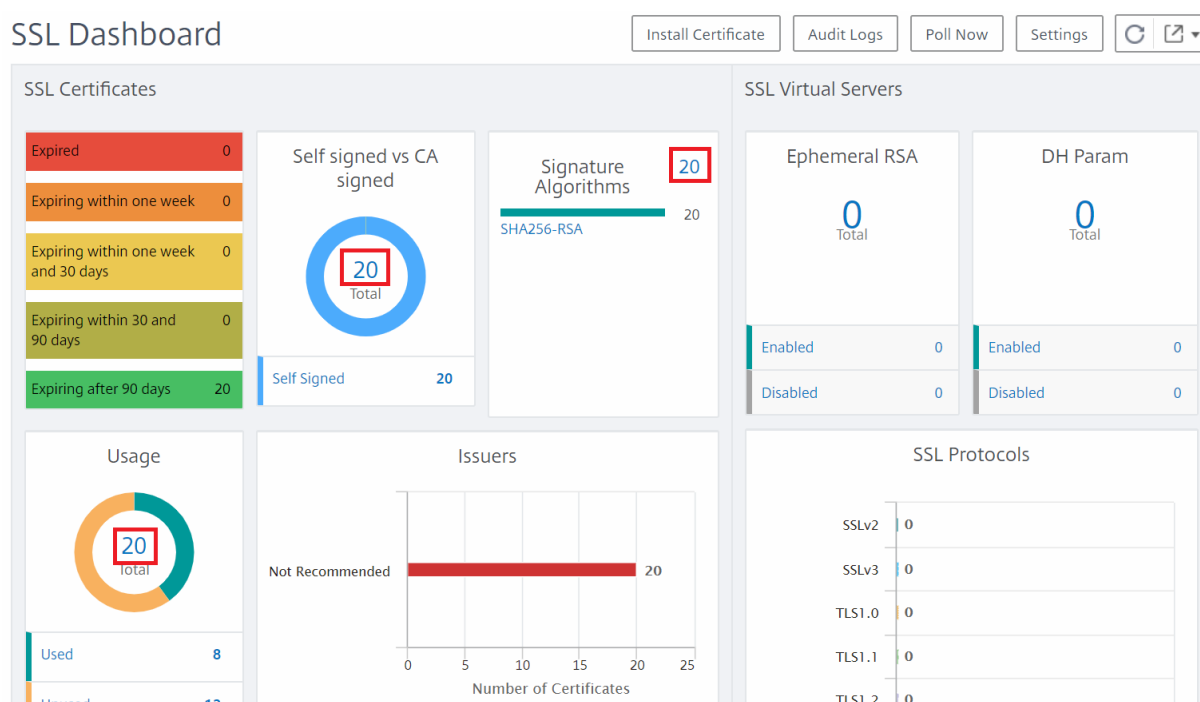 SSL Dashboard
Install Certificate
Audit Logs
Poll Now
Settings
SSL Certificates
Expired 0
Expiring within one week 0
Expiring within one week 0
and 30 days
Expiring within 30 and 0
90 days
Expiring after 90 days 20
Self signed vs CA
signed
20
Total
Self Signed 20
Signature
Algorithms
20
20
SHA256-RSA
Usage
20
Total
Used 8
Unused 12
Issuers
Not Recommended 20
0 5 10 15 20 25
Number of Certificates
SSL Virtual Servers
Ephemeral RSA
0
Total
Enabled 0
Disabled 0
DH Param
0
Total
Enabled 0
Disabled 0
SSL Protocols
SSLv2 0
SSLv3 0
TLS1.0 0
TLS1.1 0
TLS1.2 0